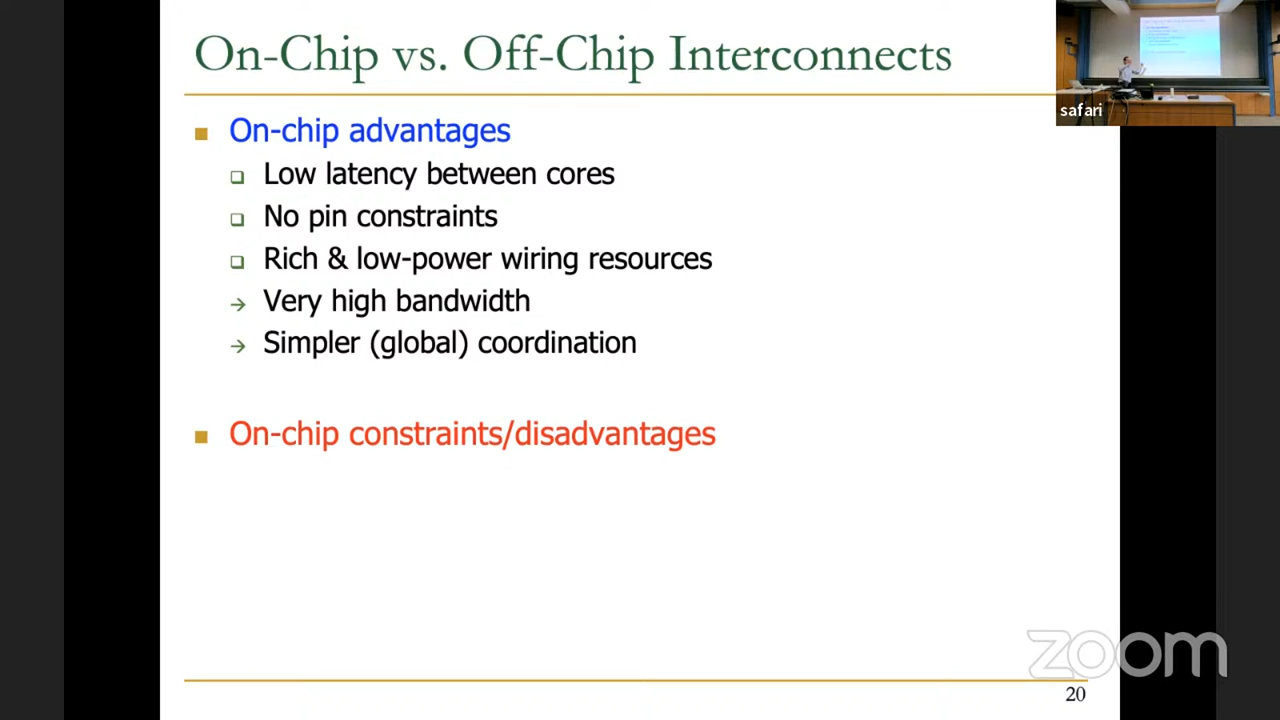 On-Chip vs. Off-Chip Interconnects
safari
On-chip advantages
Low latency between cores
No pin constraints
Rich & low-power wiring resources
→ Very high bandwidth
→ Simpler (global) coordination
On-chip constraints/disadvantages
zoom
20